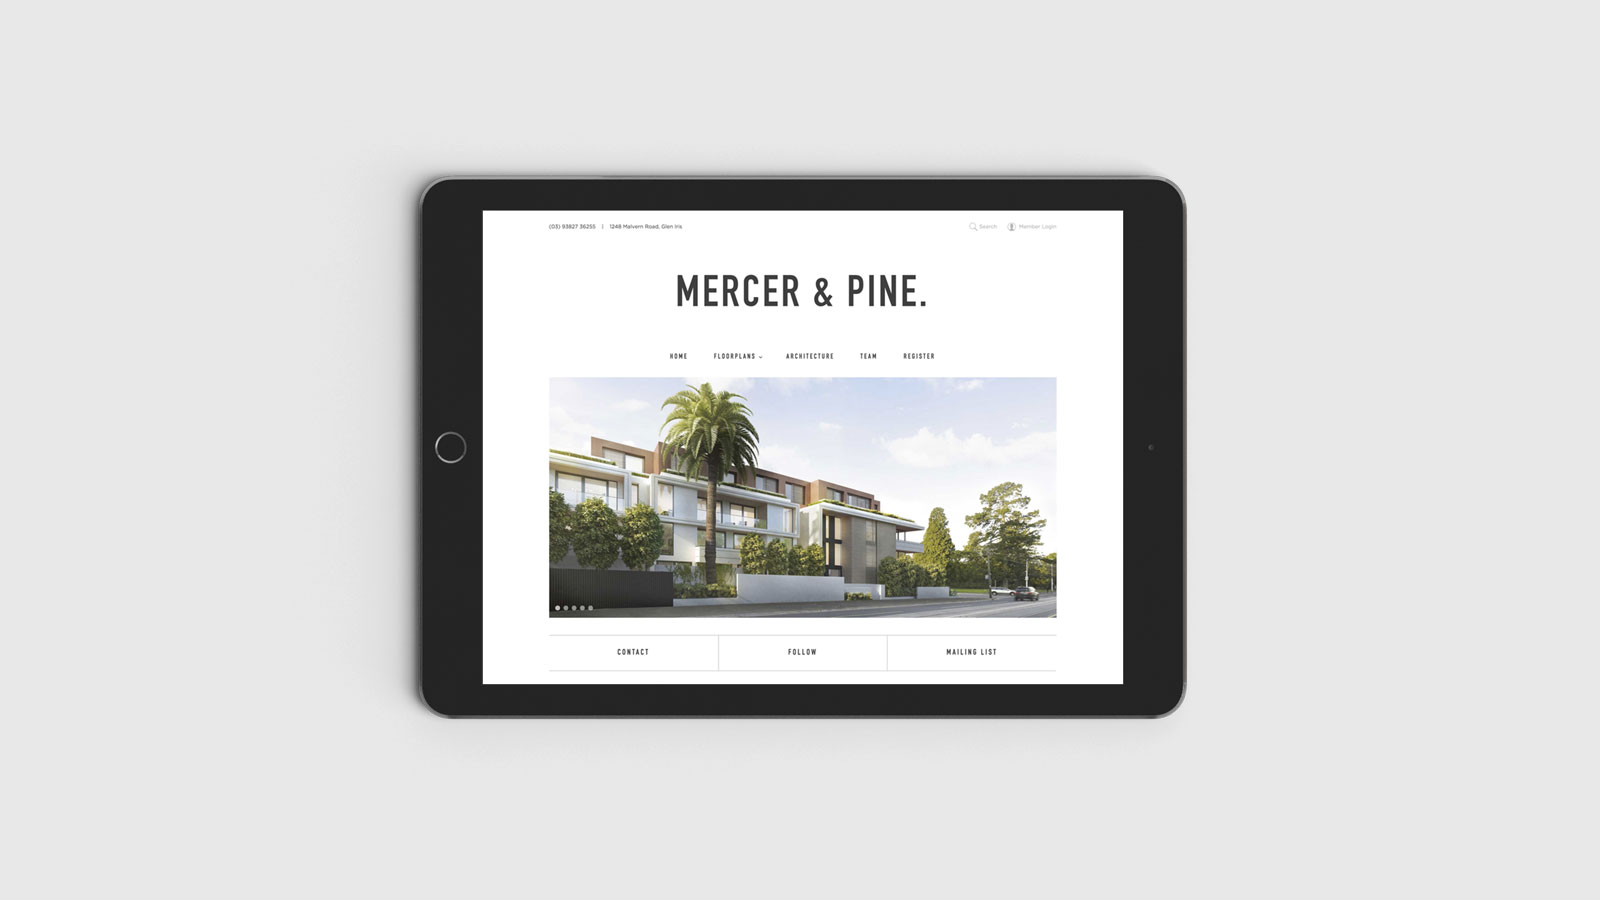 (03) 93827 36255 | 1248 Malvern Road, Glen Iris
Search Member Login
MERCER & PINE.
HOME FLOORPLANS ARCHITECTURE TEAM REGISTER
CONTACT FOLLOW MAILING LIST